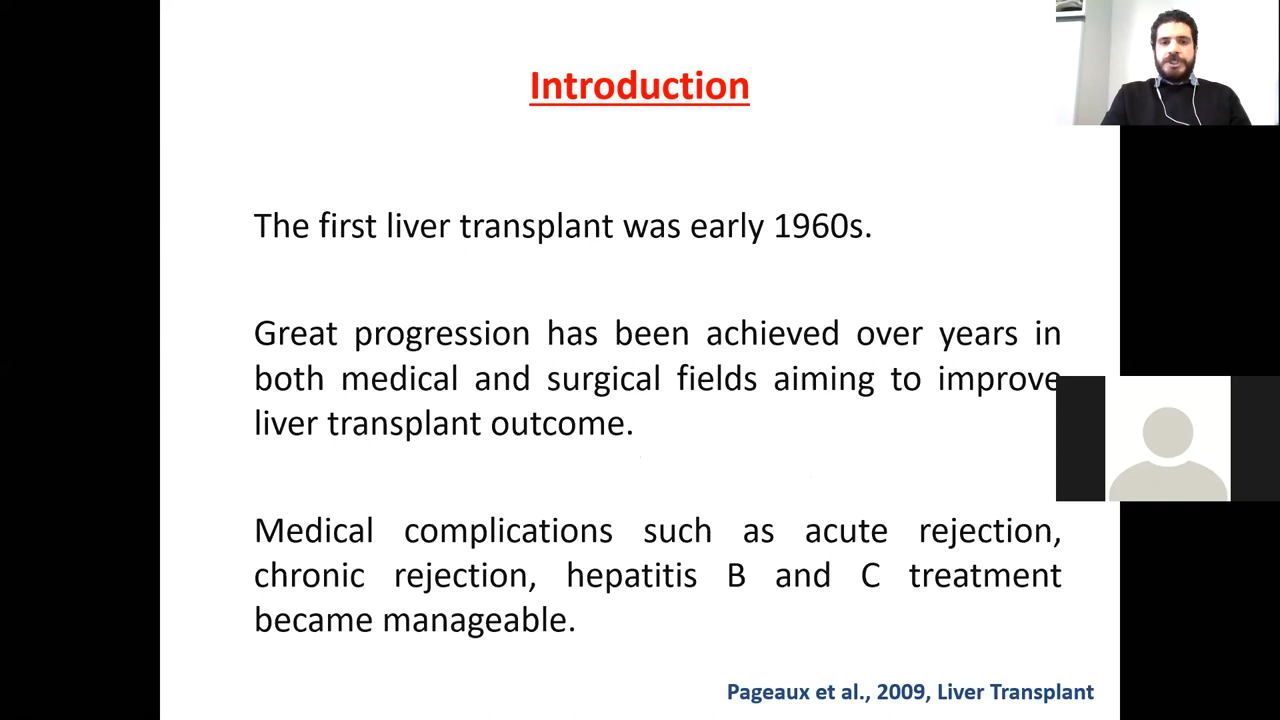 Introduction
The first liver transplant was early 1960s.
Great progression has been achieved over years in
both medical and surgical fields aiming to improve
liver transplant outcome.
Medical complications such as acute rejection,
chronic rejection, hepatitis B and C treatment
became manageable.
Pageaux et al., 2009, Liver Transplant